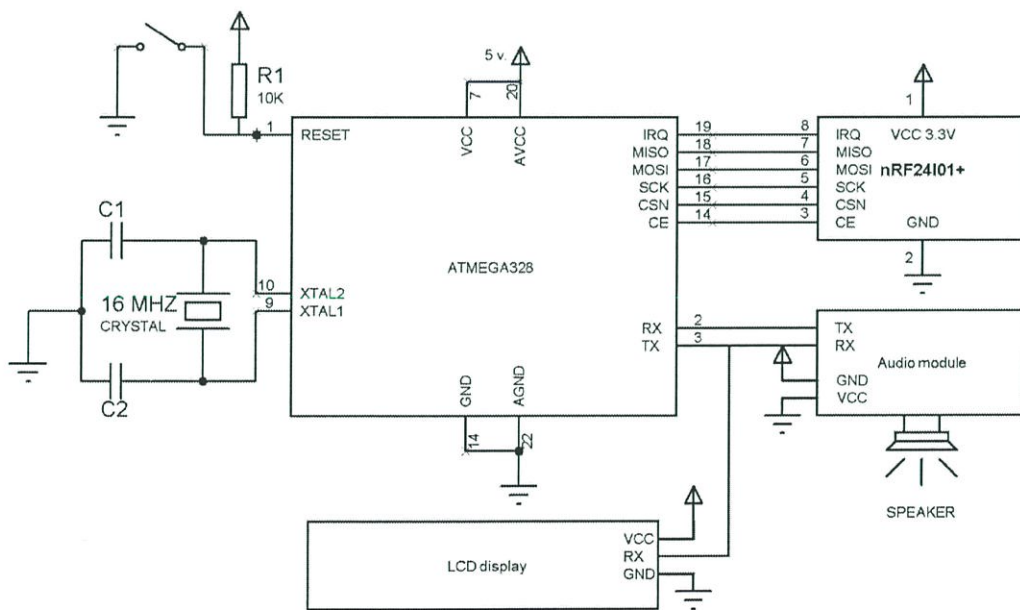 R1
10K
1
RESET
5 v.
7
20
VCC
AVCC
IRQ
MISO
MOSI
SCK
CSN
CE
19
18
17
16
15
14
8
7
6
5
4
3
1
VCC 3.3V
IRQ
MISO
MOSI
SCK
CSN
CE
nRF24l01+
GND
2
C1
16 MHZ
CRYSTAL
C2
10
9
XTAL2
XTAL1
ATMEGA328
RX
TX
2
3
TX
RX
GND
VCC
Audio module
SPEAKER
GND
AGND
14
22
LCD display
VCC
RX
GND